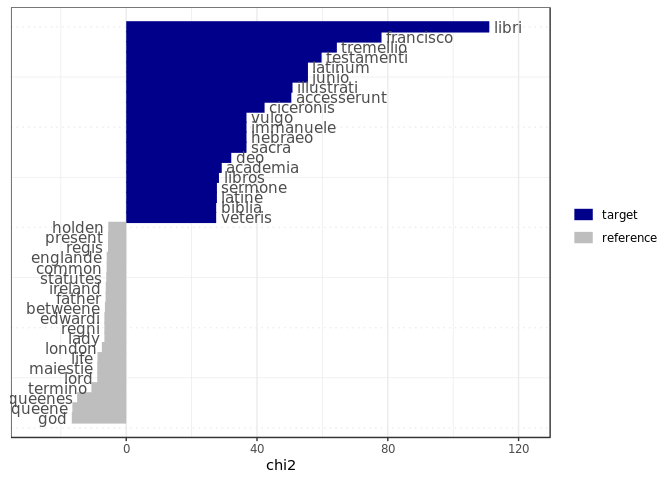 libri
francisco
tremellio
testamenti
latinum
junio
illustrati
accesserunt
ciceronis
vulgo
immanuele
hebraeo
sacra
deo
academia
libros
sermone
latine
biblia
veteris
holden
present
regis
englande
common
statutes
ireland
father
betweene
edwardi
regni
lady
london
life
maiestie
lord
termino
queenes
queene
god
target
reference
0 40 80 120
chi2